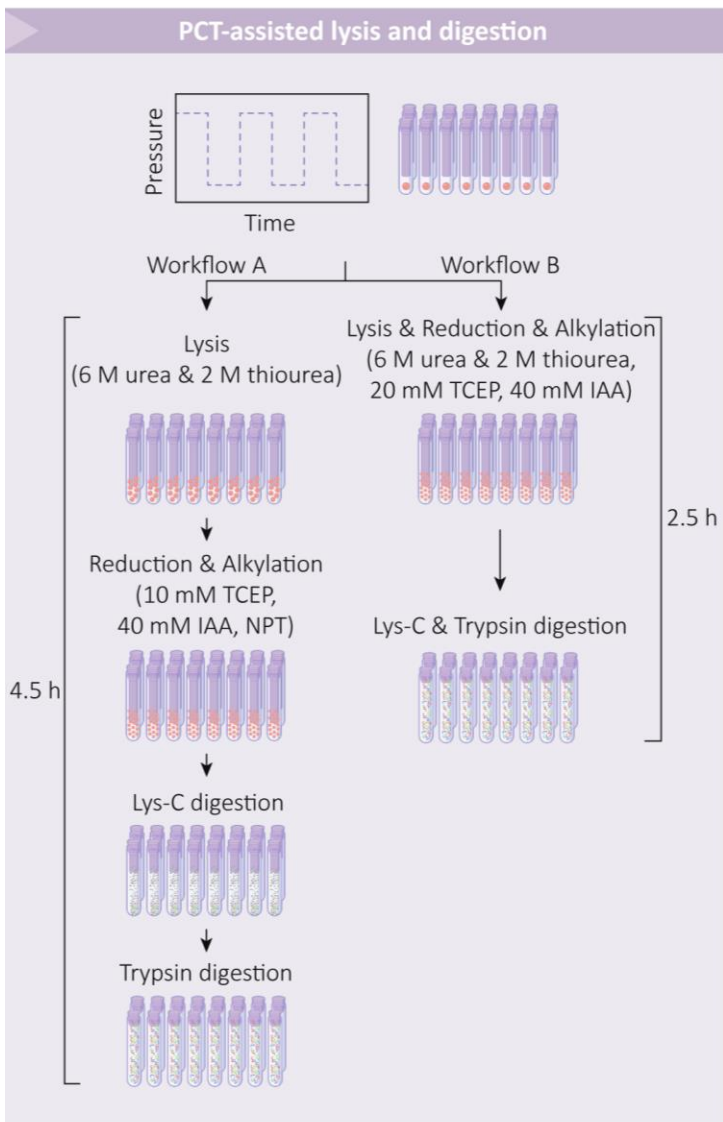 PCT-assisted lysis and digestion
Pressure
Time
Workflow A
Workflow B
Lysis
(6 M urea & 2 M thiourea)
Lysis & Reduction & Alkylation
(6 M urea & 2 M thiourea,
20 mM TCEP, 40 mM IAA)
Reduction & Alkylation
(10 mM TCEP,
40 mM IAA, NPT)
Lys-C & Trypsin digestion
2.5 h
4.5 h
Lys-C digestion
Trypsin digestion